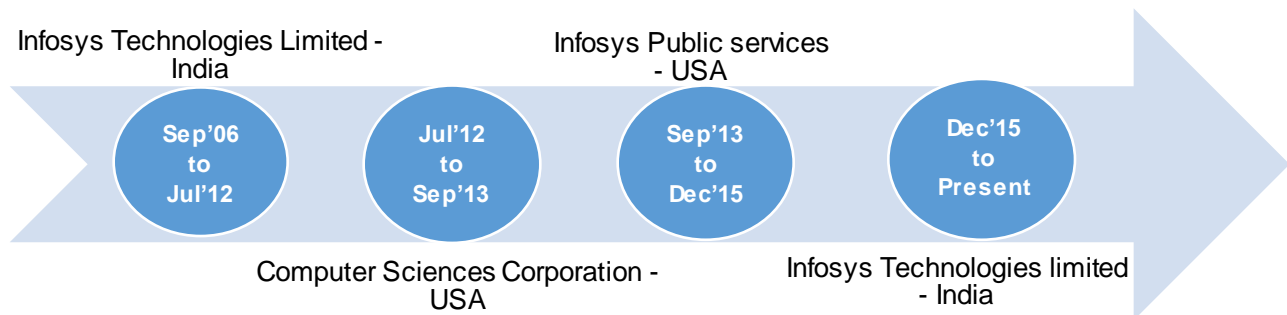 Infosys Technologies Limited -
India
Sep’06
to
Jul’12
Jul’12
to
Sep’13
Computer Sciences Corporation -
USA
Infosys Public services
- USA
Sep’13
to
Dec’15
Dec’15
to
Present
Infosys Technologies limited
- India